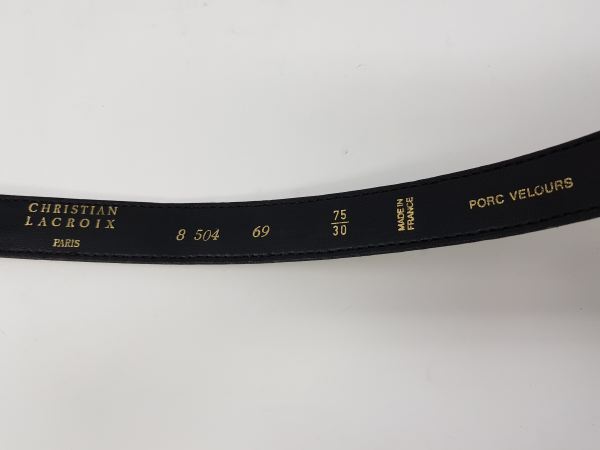 CHRISTIAN
LACROIX
PARIS
8 504
69
75
30
MADE IN
FRANCE
PORC VELOURS